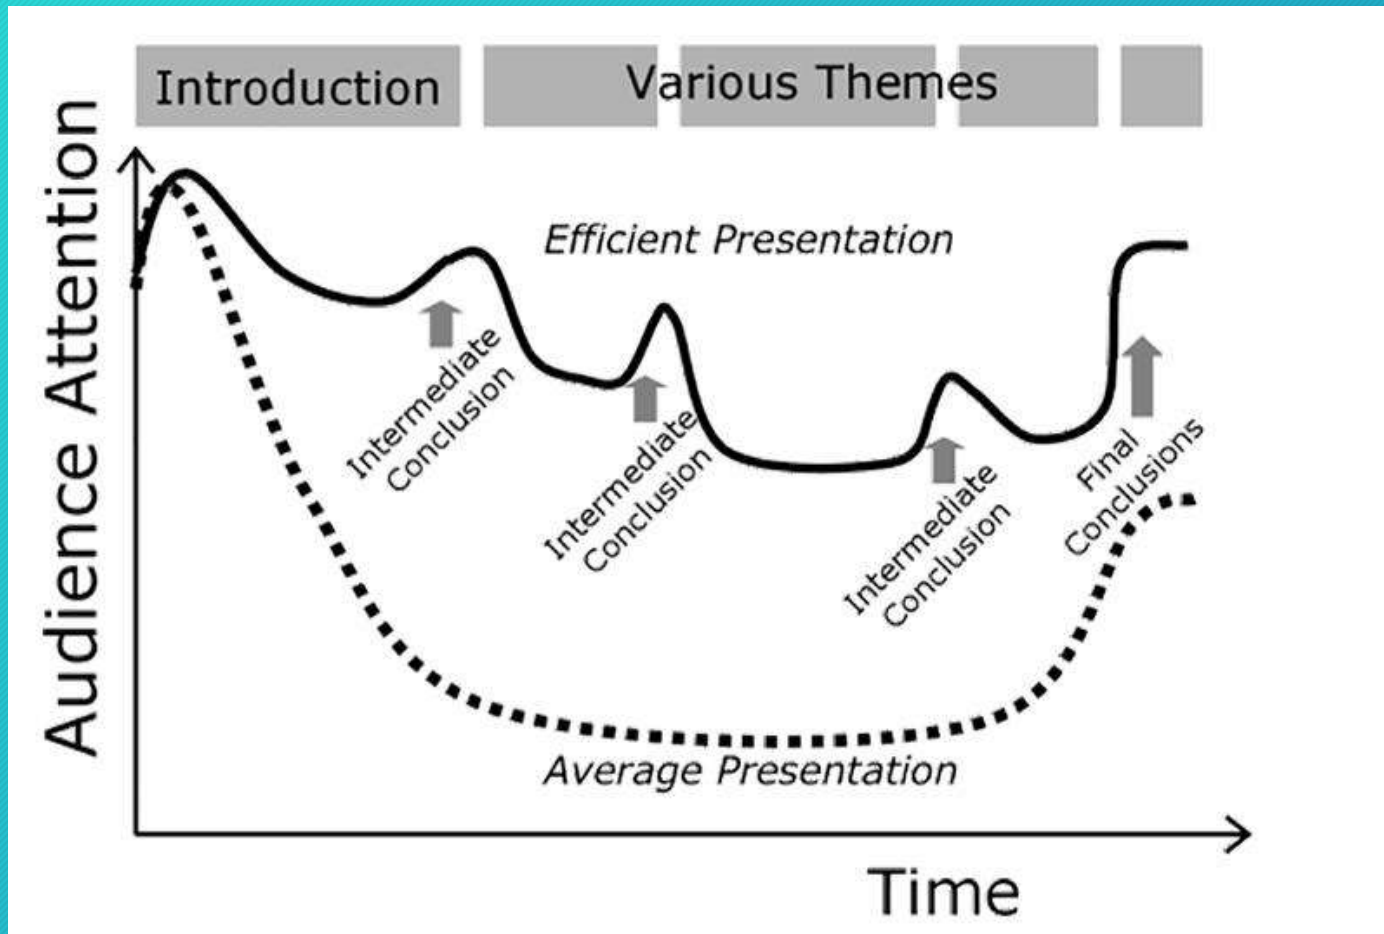 Introduction
Various Themes
Audience Attention
Efficient Presentation
Intermediate
Conclusion
Intermediate
Conclusion
Intermediate
Conclusion
Final
Conclusions
Average Presentation
Time